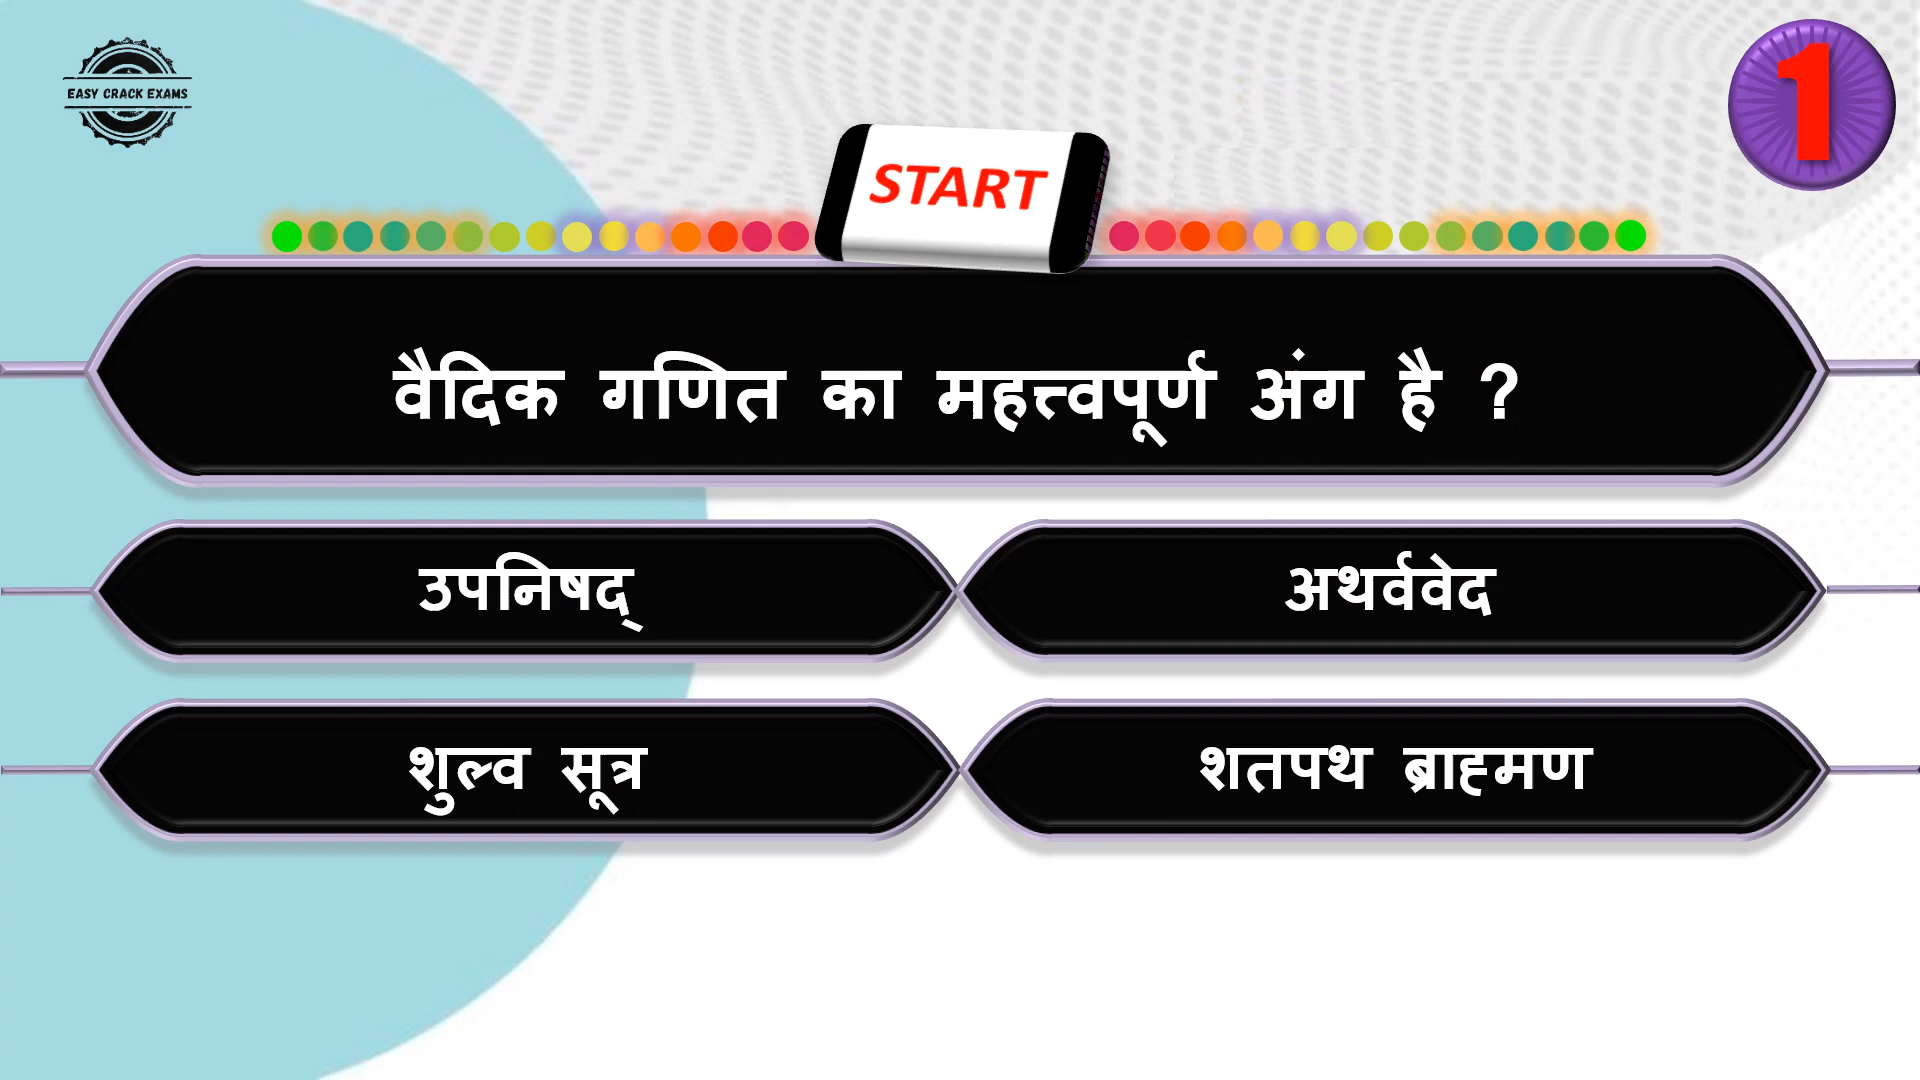 EASY CRACK EXAMS
1
START
वैदिक गणित का महत्त्वपूर्ण अंग है ?
उपनिषद्
अथर्ववेद
शुल्व सूत्र
शतपथ ब्राह्मण